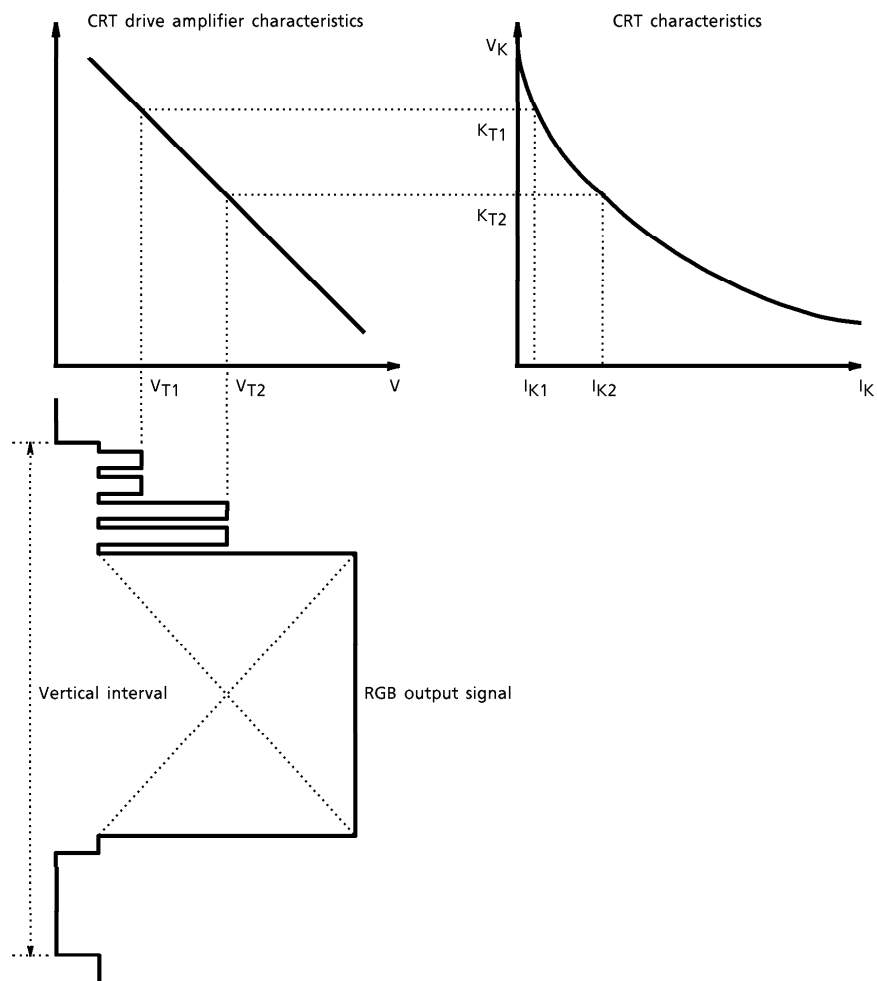 CRT drive amplifier characteristics
CRT characteristics
VK
KT1
KT2
VT1
VT2
V
IK1
IK2
IK
Vertical interval
RGB output signal